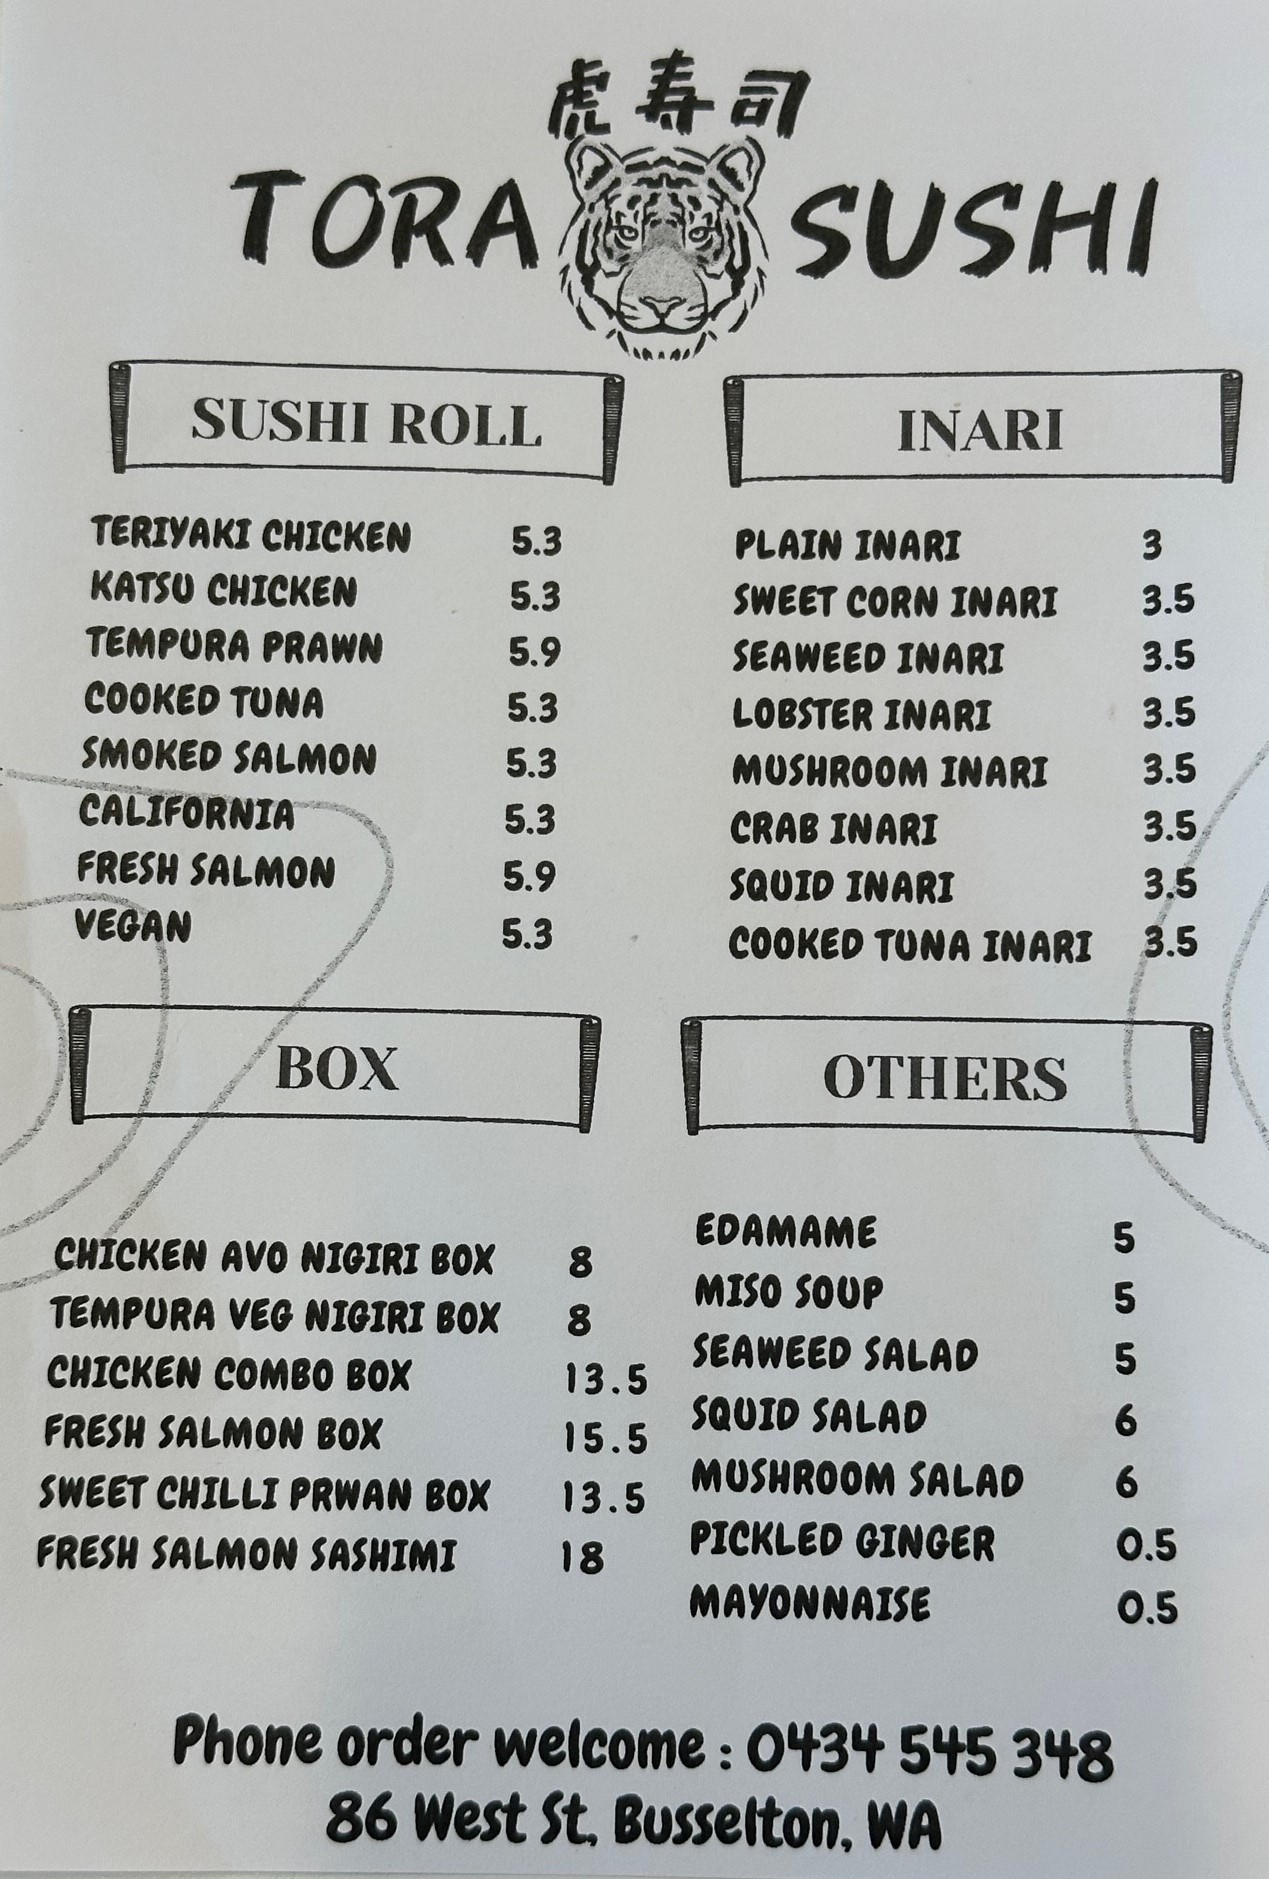 虎寿司
TORA SUSHI
SUSHI ROLL
TERIYAKI CHICKEN 5.3
KATSU CHICKEN 5.3
TEMPURA PRAWN 5.9
COOKED TUNA 5.3
SMOKED SALMON 5.3
CALIFORNIA 5.3
FRESH SALMON 5.9
VEGAN 5.3
INARI
PLAIN INARI 3
SWEET CORN INARI 3.5
SEAWEED INARI 3.5
LOBSTER INARI 3.5
MUSHROOM INARI 3.5
CRAB INARI 3.5
SQUID INARI 3.5
COOKED TUNA INARI 3.5
BOX
CHICKEN AVO NIGIRI BOX 8
TEMPURA VEG NIGIRI BOX 8
CHICKEN COMBO BOX 13.5
FRESH SALMON BOX 15.5
SWEET CHILLI PRWAN BOX 13.5
FRESH SALMON SASHIMI 18
OTHERS
EDAMAME 5
MISO SOUP 5
SEAWEED SALAD 5
SQUID SALAD 6
MUSHROOM SALAD 6
PICKLED GINGER 0.5
MAYONNAISE 0.5
Phone order welcome : 0434 545 348
86 West St, Busselton, WA